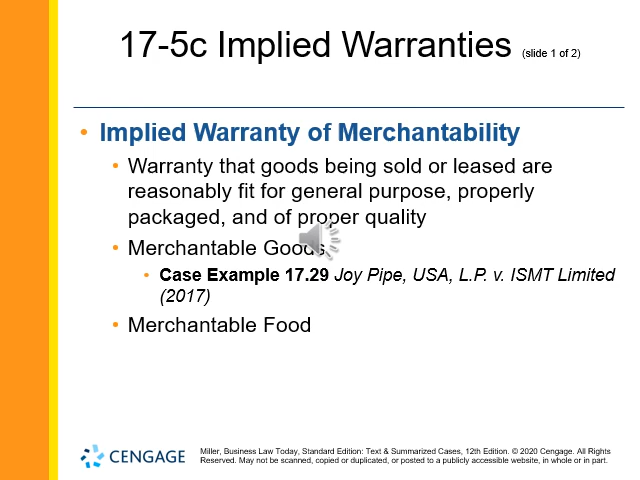 17-5c Implied Warranties (slide 1 of 2)
• Implied Warranty of Merchantability
• Warranty that goods being sold or leased are
reasonably fit for general purpose, properly
packaged, and of proper quality
• Merchantable Goods
• Case Example 17.29 Joy Pipe, USA, L.P. v. ISMT Limited
(2017)
• Merchantable Food
CENGAGE
Miller, Business Law Today, Standard Edition: Text & Summarized Cases, 12th Edition. © 2020 Cengage. All Rights
Reserved. May not be scanned, copied or duplicated, or posted to a publicly accessible website, in whole or in part.